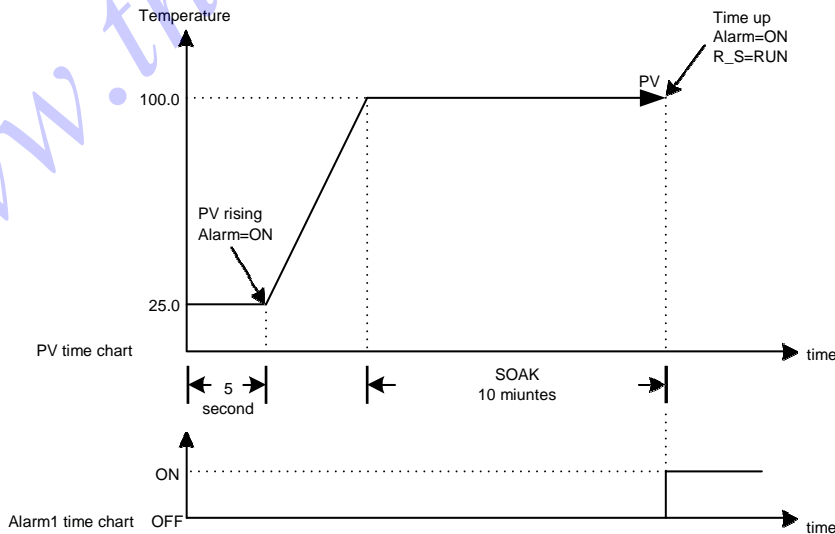 Temperature
Time up
Alarm=ON
R_S=RUN
PV
100.0
PV rising
Alarm=ON
25.0
PV time chart
time
5
second
SOAK
10 miuntes
ON
Alarm1 time chart
OFF
time